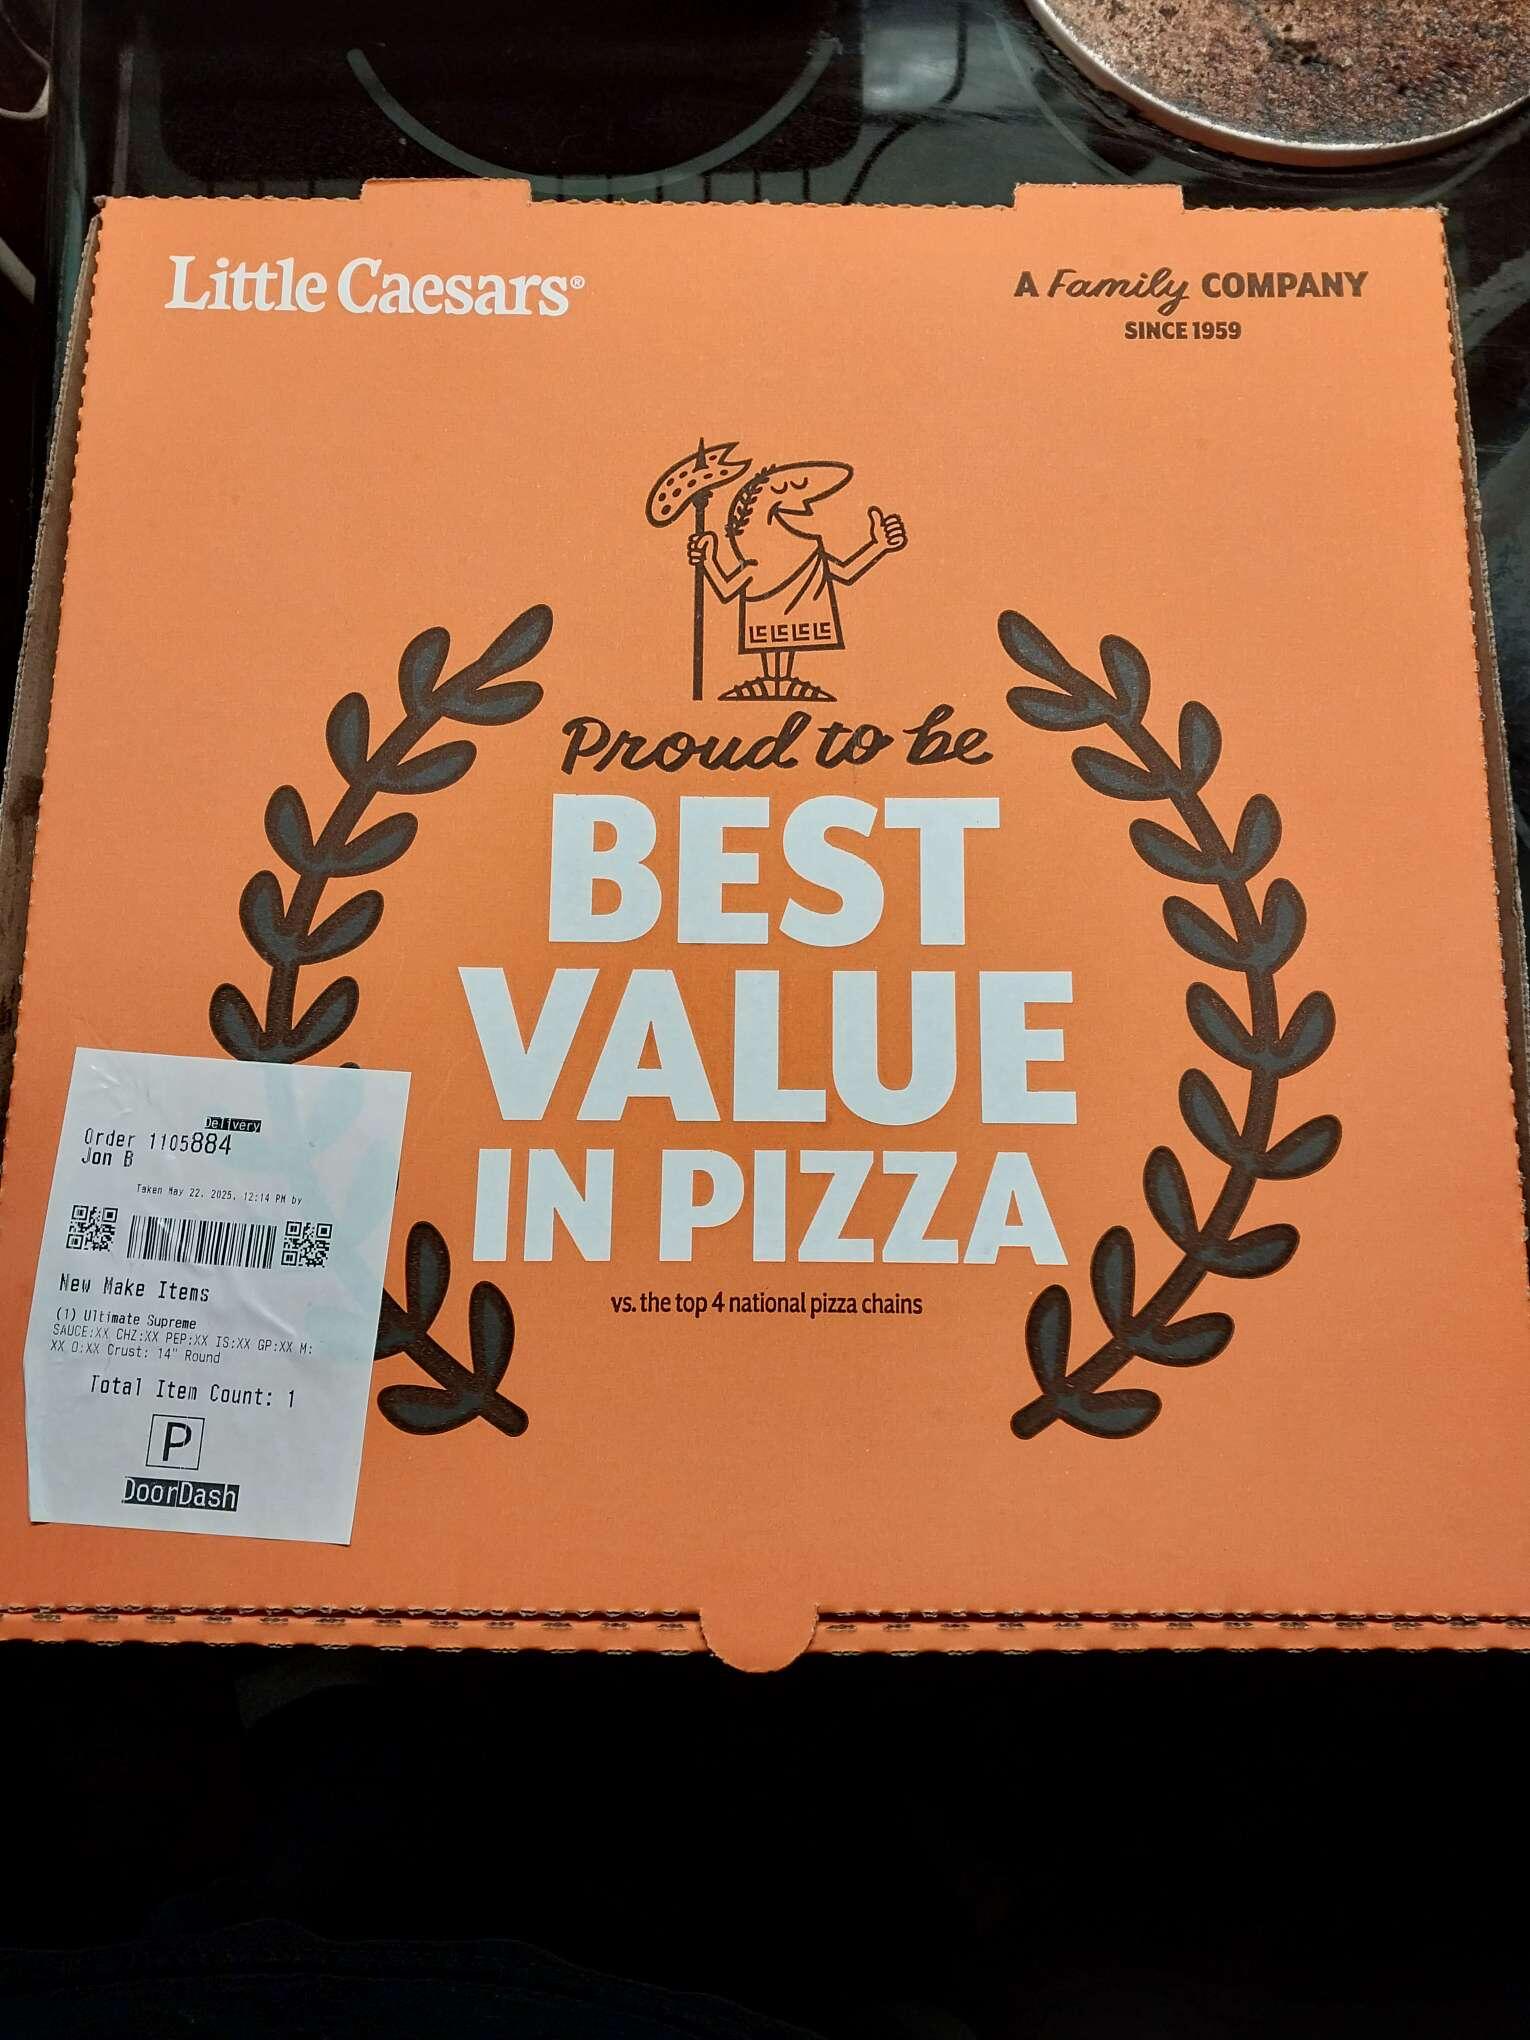 Little Caesars®
A Family COMPANY
SINCE 1959
Proud to be
BEST
VALUE
IN PIZZA
vs. the top 4 national pizza chains
Delivery
Order 1105884
Jon B
Taken May 22, 2025, 12:14 PM by
New Make Items
(1) Ultimate Supreme
SAUCE:XX CHZ:XX PEP:XX IS:XX GP:XX M:
XX O:XX Crust: 14" Round
Total Item Count: 1
P
DoorDash